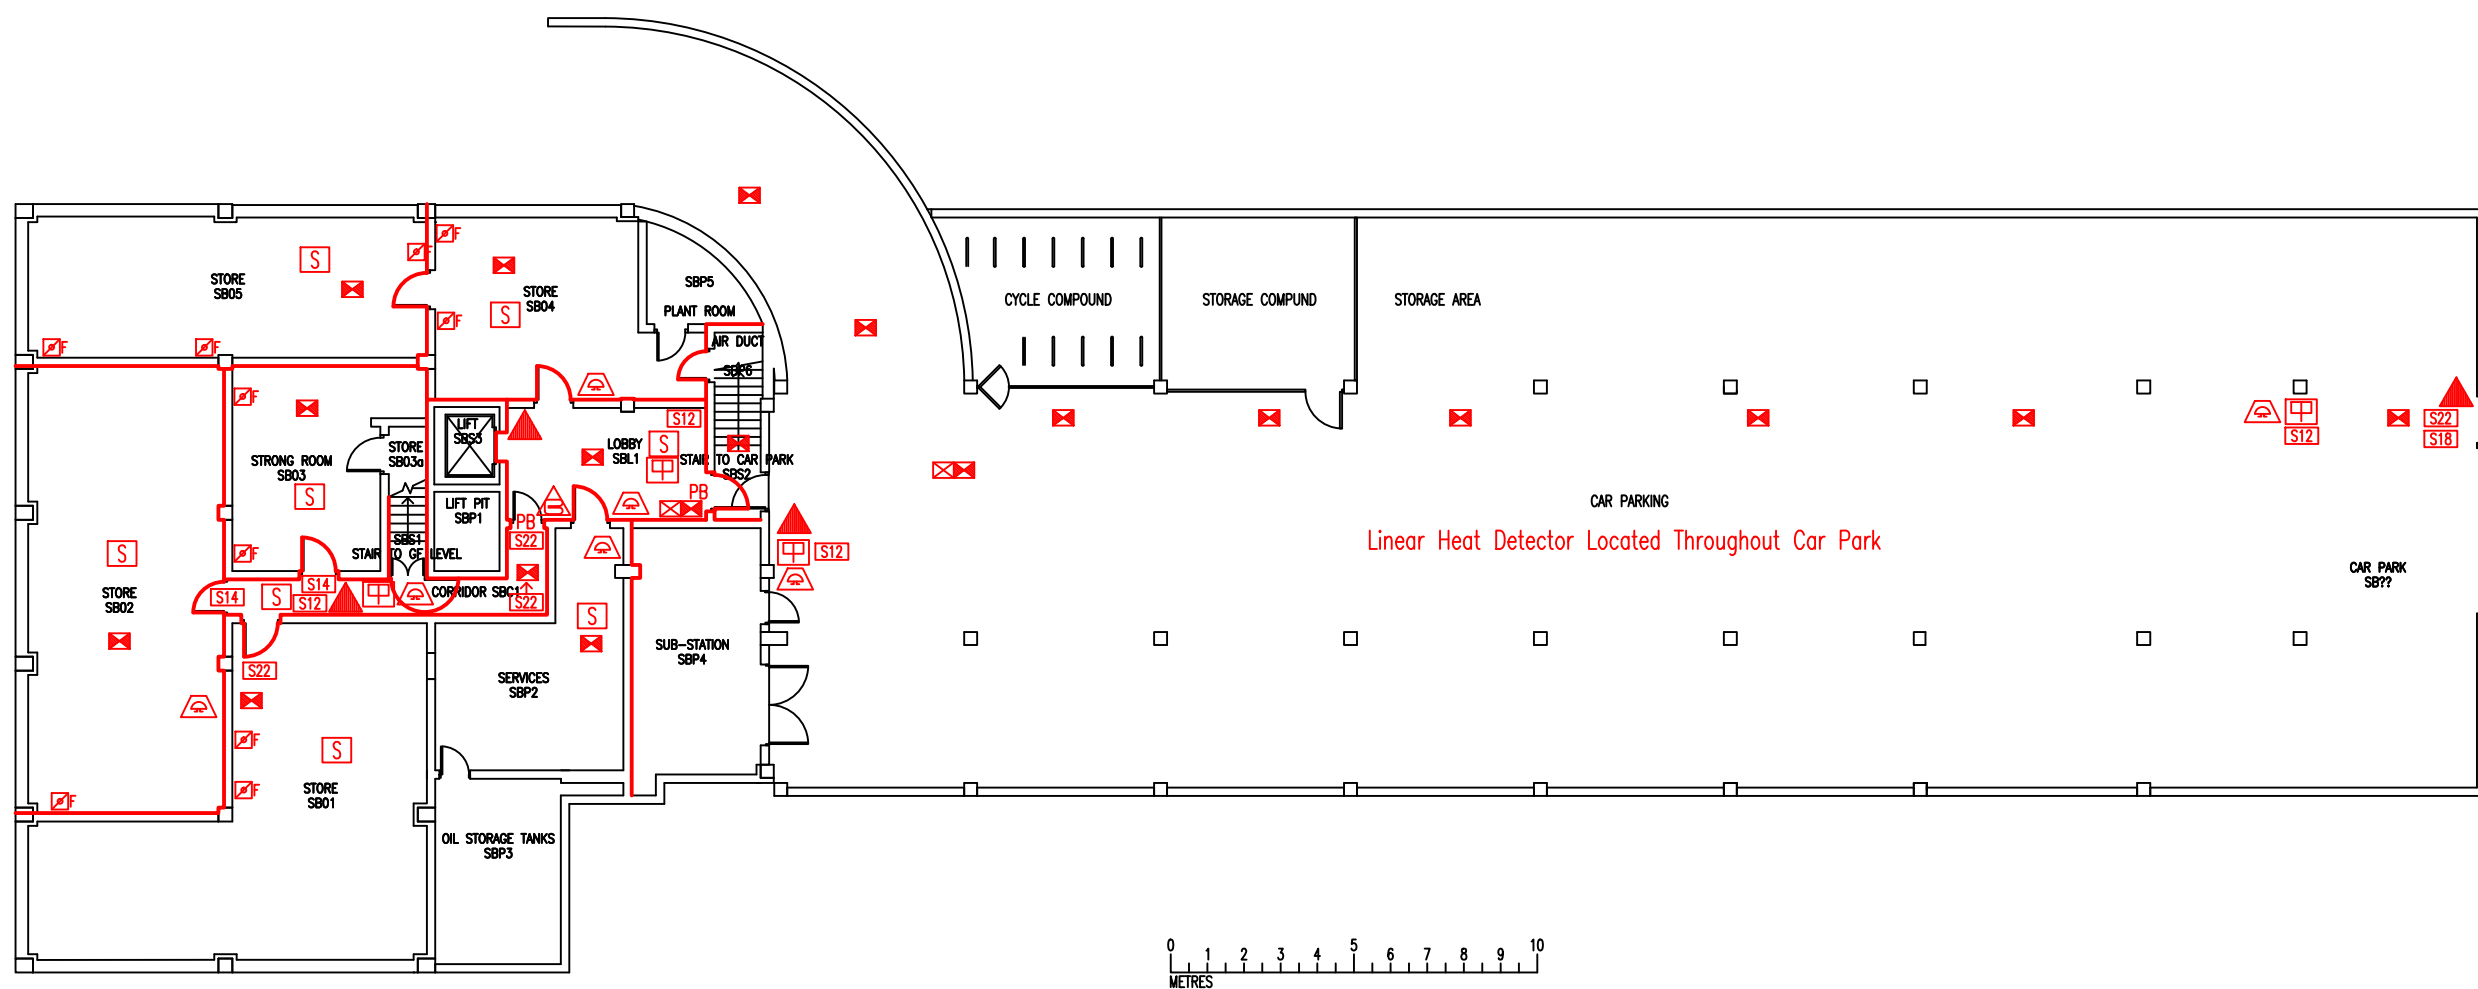 SBP5
STORE
SB05
S
F
F
F
STORE
SB04
S
F
PLANT ROOM
CYCLE COMPOUND
STORAGE COMPUND
STORAGE AREA
F
F
AIR DUCT
SBP6
F
LIFT
SBS3
S12
S
LOBBY
SBL1
STORE
SB03a
STRONG ROOM
SB03
STAIR TO CAR PARK
SBS2
S22
S12
S18
S
PB
LIFT PIT
SBP1
PB
CAR PARKING
Linear Heat Detector Located Throughout Car Park
SBS1
STAIR TO GF LEVEL
S22
S12
S
F
CAR PARK
SB??
STORE
SB02
S14
S
S14
S12
CORRIDOR SBC1
S22
S
SUB-STATION
SBP4
S22
SERVICES
SBP2
F
S
STORE
SB01
F
F
OIL STORAGE TANKS
SBP3
0 1 2 3 4 5 6 7 8 9 10
METRES